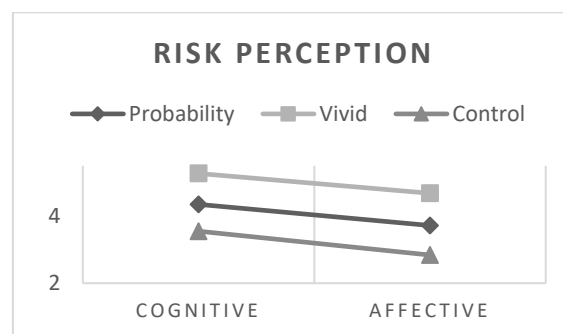 RISK PERCEPTION
Probability Vivid Control
4
2
COGNITIVE AFFECTIVE